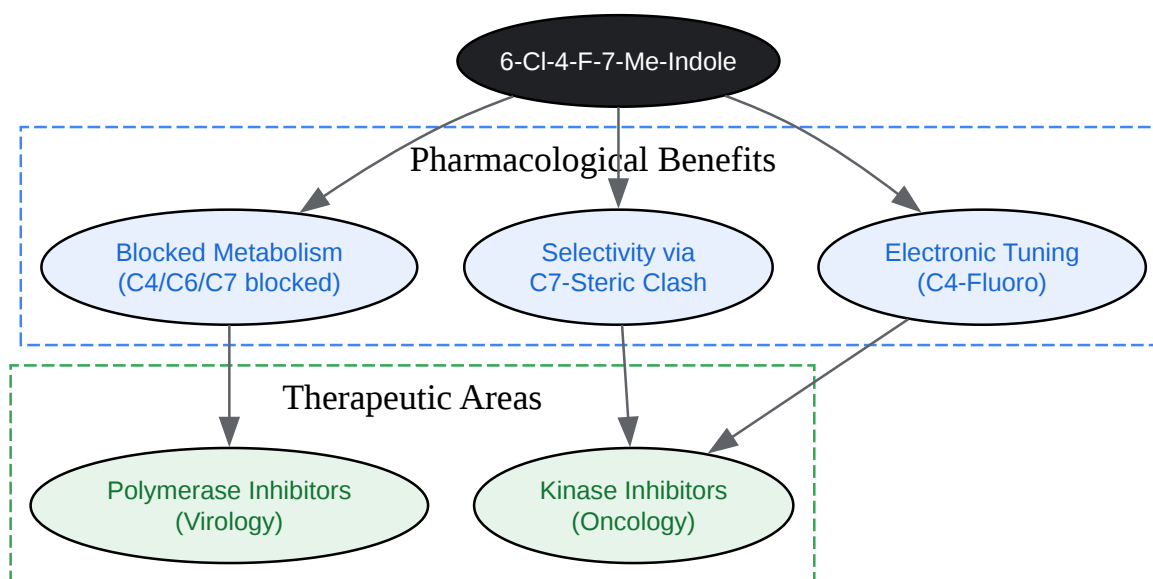 6-Cl-4-F-7-Me-Indole
Pharmacological Benefits
Blocked Metabolism
(C4/C6/C7 blocked)
Selectivity via
C7-Steric Clash
Electronic Tuning
(C4-Fluoro)
Therapeutic Areas
Polymerase Inhibitors
(Virology)
Kinase Inhibitors
(Oncology)